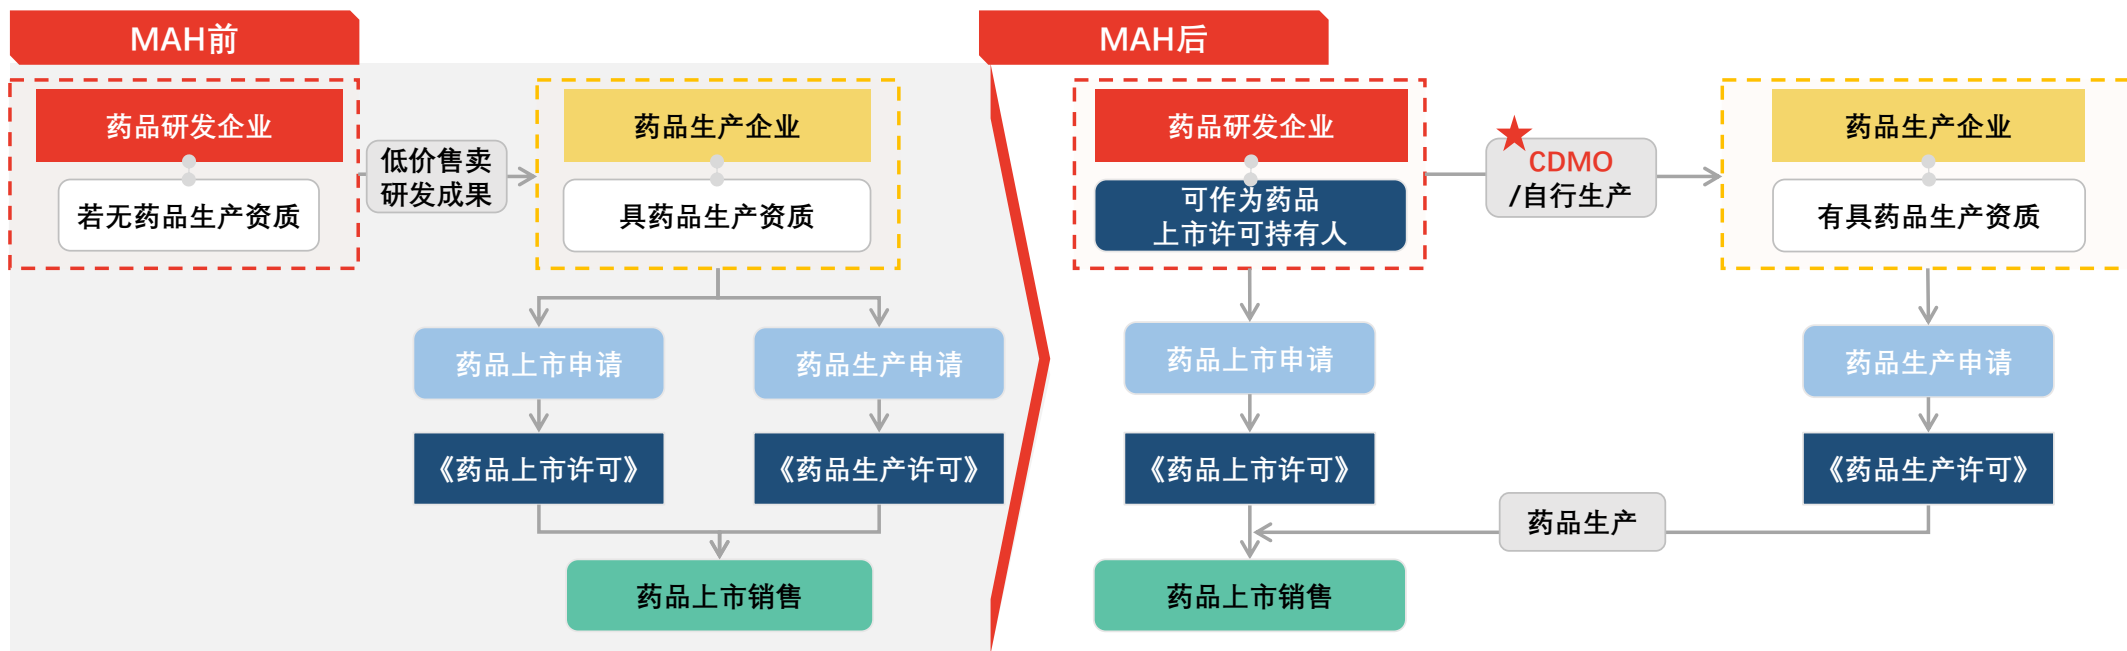 MAH前
药品研发企业
若无药品生产资质
低价售卖
研发成果
药品生产企业
具药品生产资质
药品上市申请
药品生产申请
《药品上市许可》
《药品生产许可》
药品上市销售
MAH后
药品研发企业
可作为药品
上市许可持有人
CDMO
/自行生产
药品生产企业
有具药品生产资质
药品上市申请
药品生产申请
《药品上市许可》
《药品生产许可》
药品生产
药品上市销售